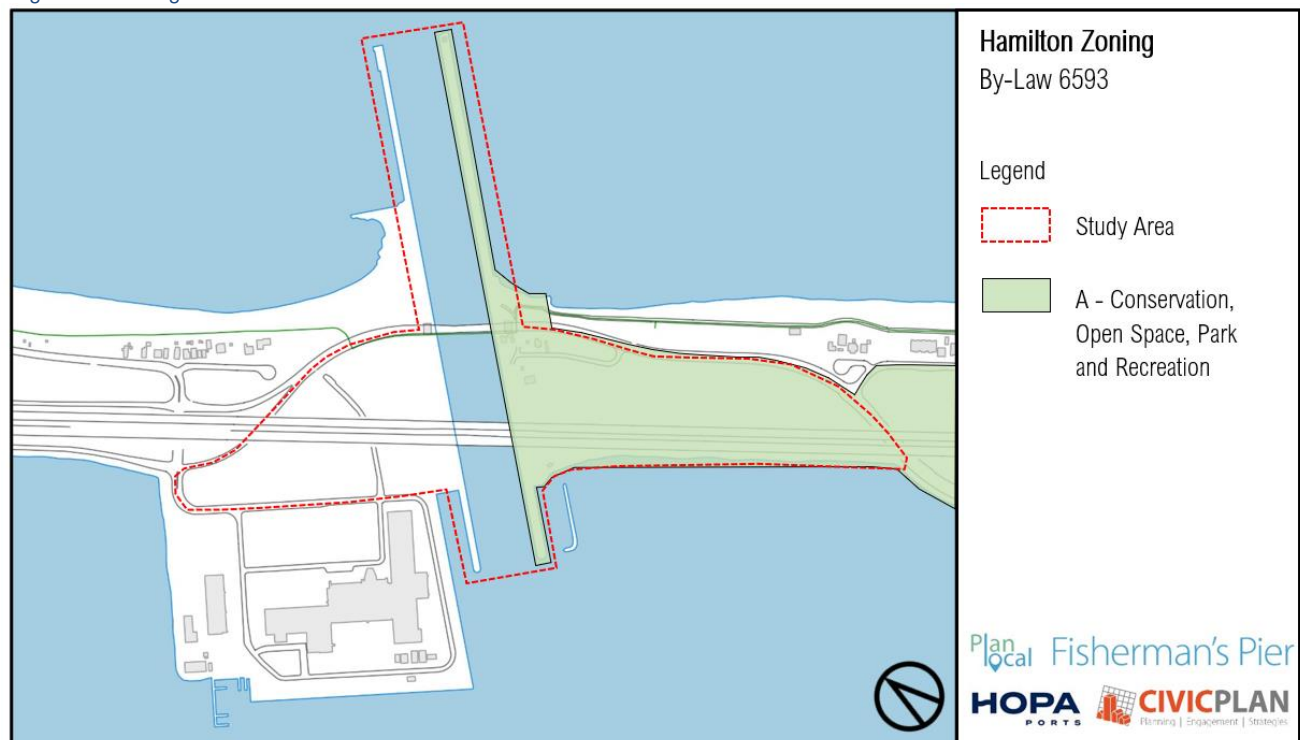 Hamilton Zoning
By-Law 6593
Legend
Study Area
A - Conservation,
Open Space, Park
and Recreation
Plan
Local
Fisherman's Pier
HOPA
PORTS
CIVICPLAN
Planning | Engagement | Strategies